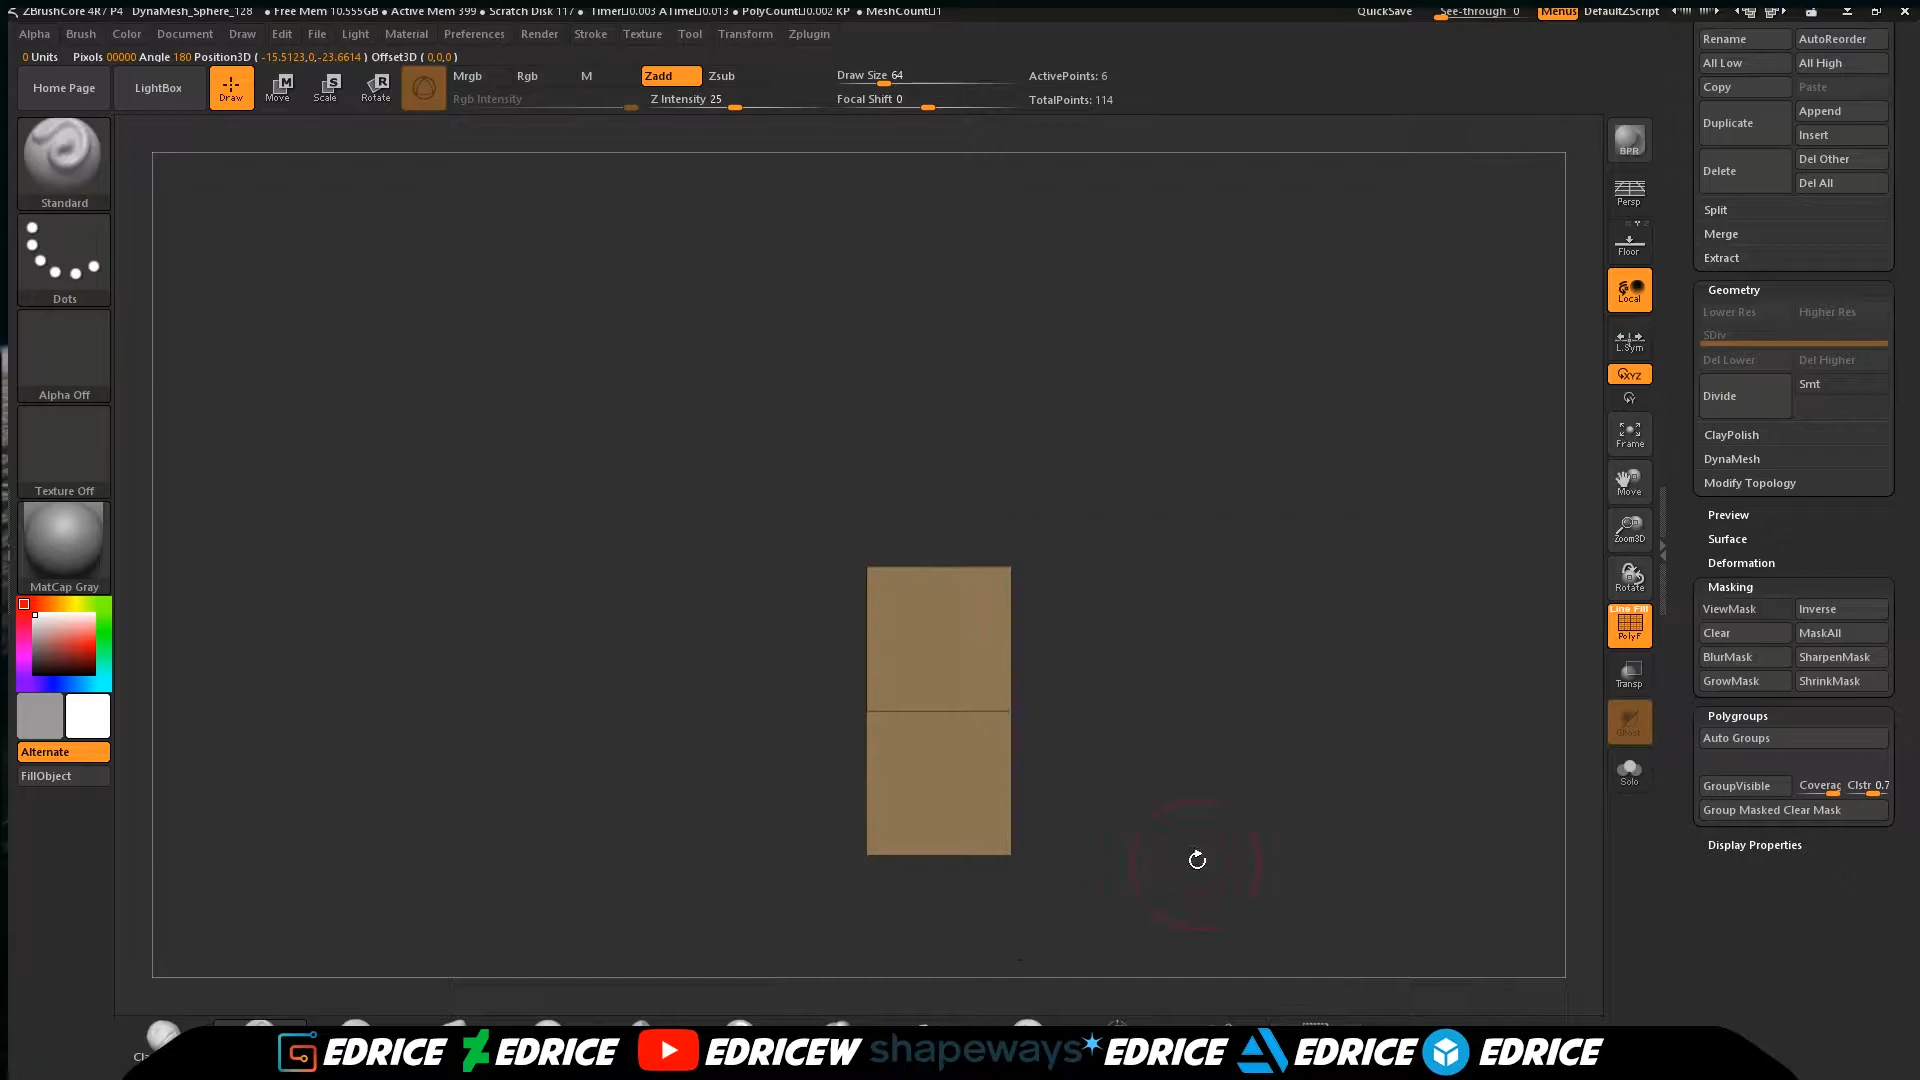 ZBrushCore 4R7 P4 DynaMesh_Sphere_128 ● Free Mem 10.555GB ● Active Mem 399 ● Scratch Disk 117 ● Timer□0.003 ATime□0.013 ● PolyCount□0.002 KP ● MeshCount□1 QuickSave See-through 0 Menus DefaultZScript
Alpha Brush Color Document Draw Edit File Light Material Preferences Render Stroke Texture Tool Transform Zplugin
0 Units Pixols 00000 Angle 180 Position3D ( -15.5123,0,-23.6614 ) Offset3D ( 0,0,0 )
Home Page
LightBox
Draw
Move
Scale
Rotate
Mrgb Rgb M
Rgb Intensity
Zadd Zsub
Z Intensity 25
Draw Size 64
Focal Shift 0
ActivePoints: 6
TotalPoints: 114
Standard
Dots
Alpha Off
Texture Off
MatCap Gray
Alternate
FillObject
BPR
Persp
Floor
Local
L.Sym
XYZ
Y
Frame
Move
Zoom3D
Rotate
Line Fill
PolyF
Transp
Ghost
Solo
Rename AutoReorder
All Low All High
Copy Paste
Duplicate Append
Insert
Delete Del Other
Del All
Split
Merge
Extract
Geometry
Lower Res Higher Res
SDiv
Del Lower Del Higher
Divide Smt
ClayPolish
DynaMesh
Modify Topology
Preview
Surface
Deformation
Masking
ViewMask Inverse
Clear MaskAll
BlurMask SharpenMask
GrowMask ShrinkMask
Polygroups
Auto Groups
GroupVisible Coverag Clstr 0.7
Group Masked Clear Mask
Display Properties
EDRICE EDRICE EDRICEW shapeways EDRICE EDRICE EDRICE